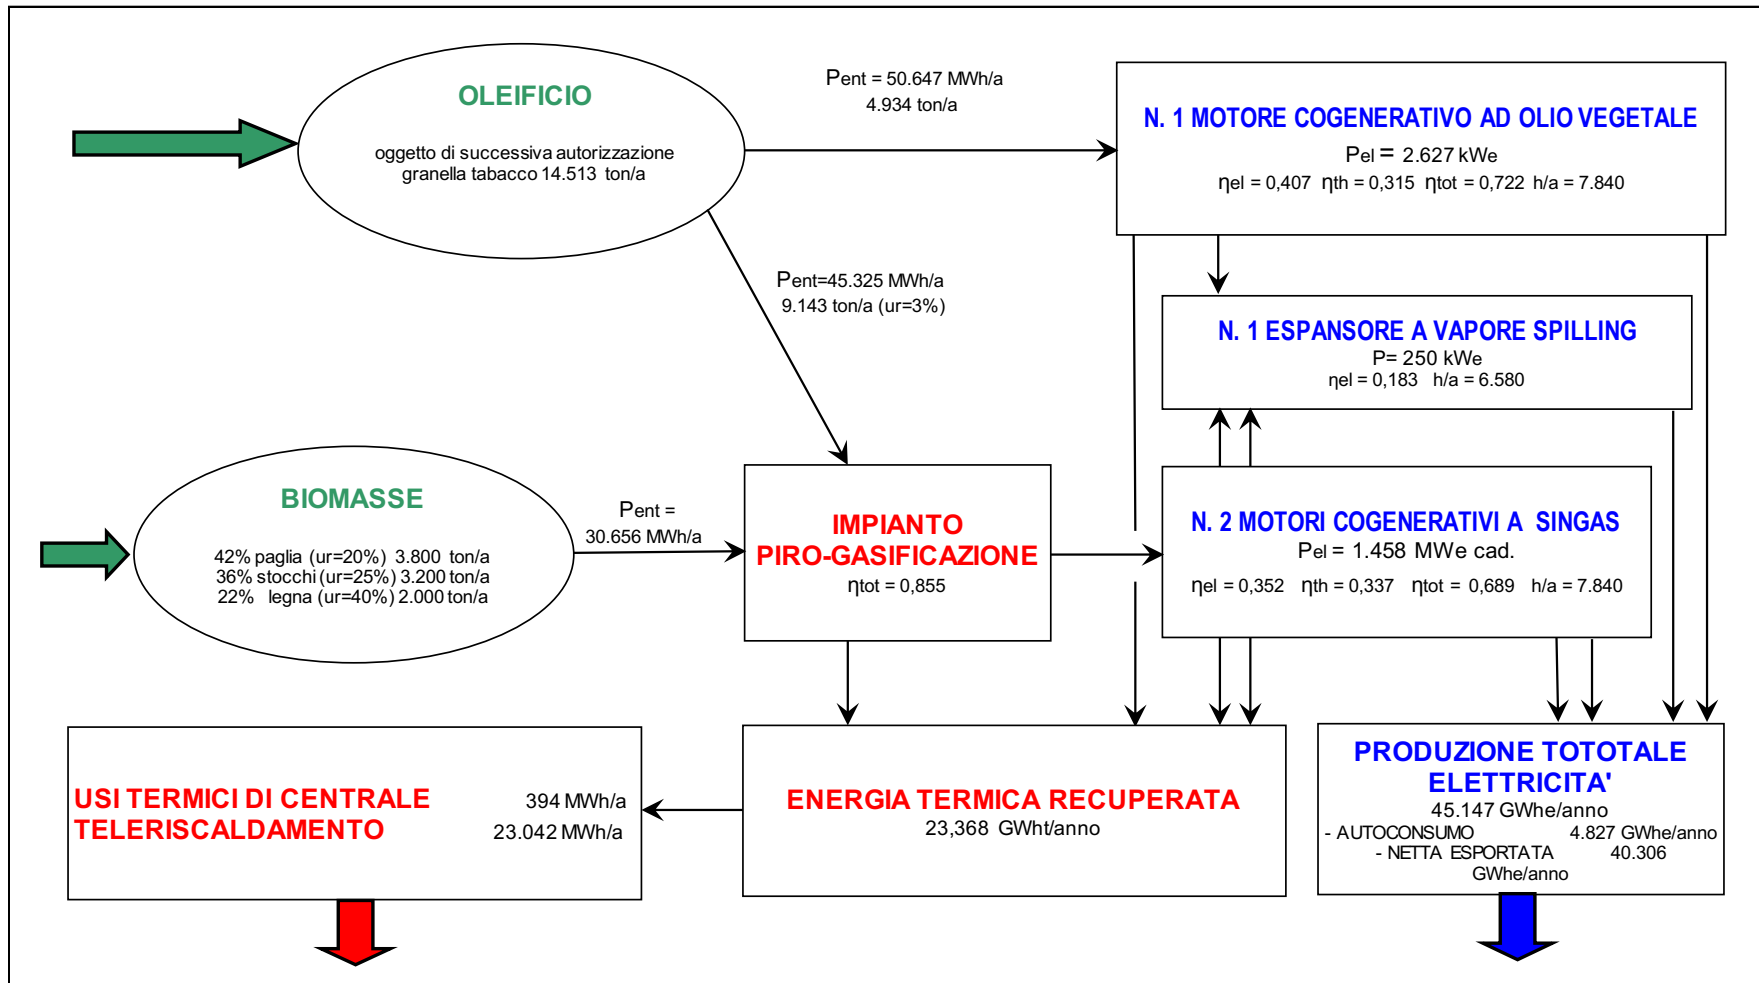 OLEIFICIO
oggetto di successiva autorizzazione
granella tabacco 14.513 ton/a
Pent = 50.647 MWh/a
4.934 ton/a
N. 1 MOTORE COGENERATIVO AD OLIO VEGETALE
Pel = 2.627 kWe
ηel = 0,407 ηth = 0,315 ηtot = 0,722 h/a = 7.840
Pent=45.325 MWh/a
9.143 ton/a (ur=3%)
N. 1 ESPANSORE A VAPORE SPILLING
P= 250 kWe
ηel = 0,183 h/a = 6.580
BIOMASSE
42% paglia (ur=20%) 3.800 ton/a
36% stocchi (ur=25%) 3.200 ton/a
22% legna (ur=40%) 2.000 ton/a
Pent =
30.656 MWh/a
IMPIANTO
PIRO-GASIFICAZIONE
ηtot = 0,855
N. 2 MOTORI COGENERATIVI A SINGAS
Pel = 1.458 MWe cad.
ηel = 0,352 ηth = 0,337 ηtot = 0,689 h/a = 7.840
USI TERMICI DI CENTRALE 394 MWh/a
TELERISCALDAMENTO 23.042 MWh/a
ENERGIA TERMICA RECUPERATA
23,368 GWht/anno
PRODUZIONE TOTOTALE
ELETTRICITA'
45.147 GWhe/anno
- AUTOCONSUMO 4.827 GWhe/anno
- NETTA ESPORTATA 40.306
GWhe/anno